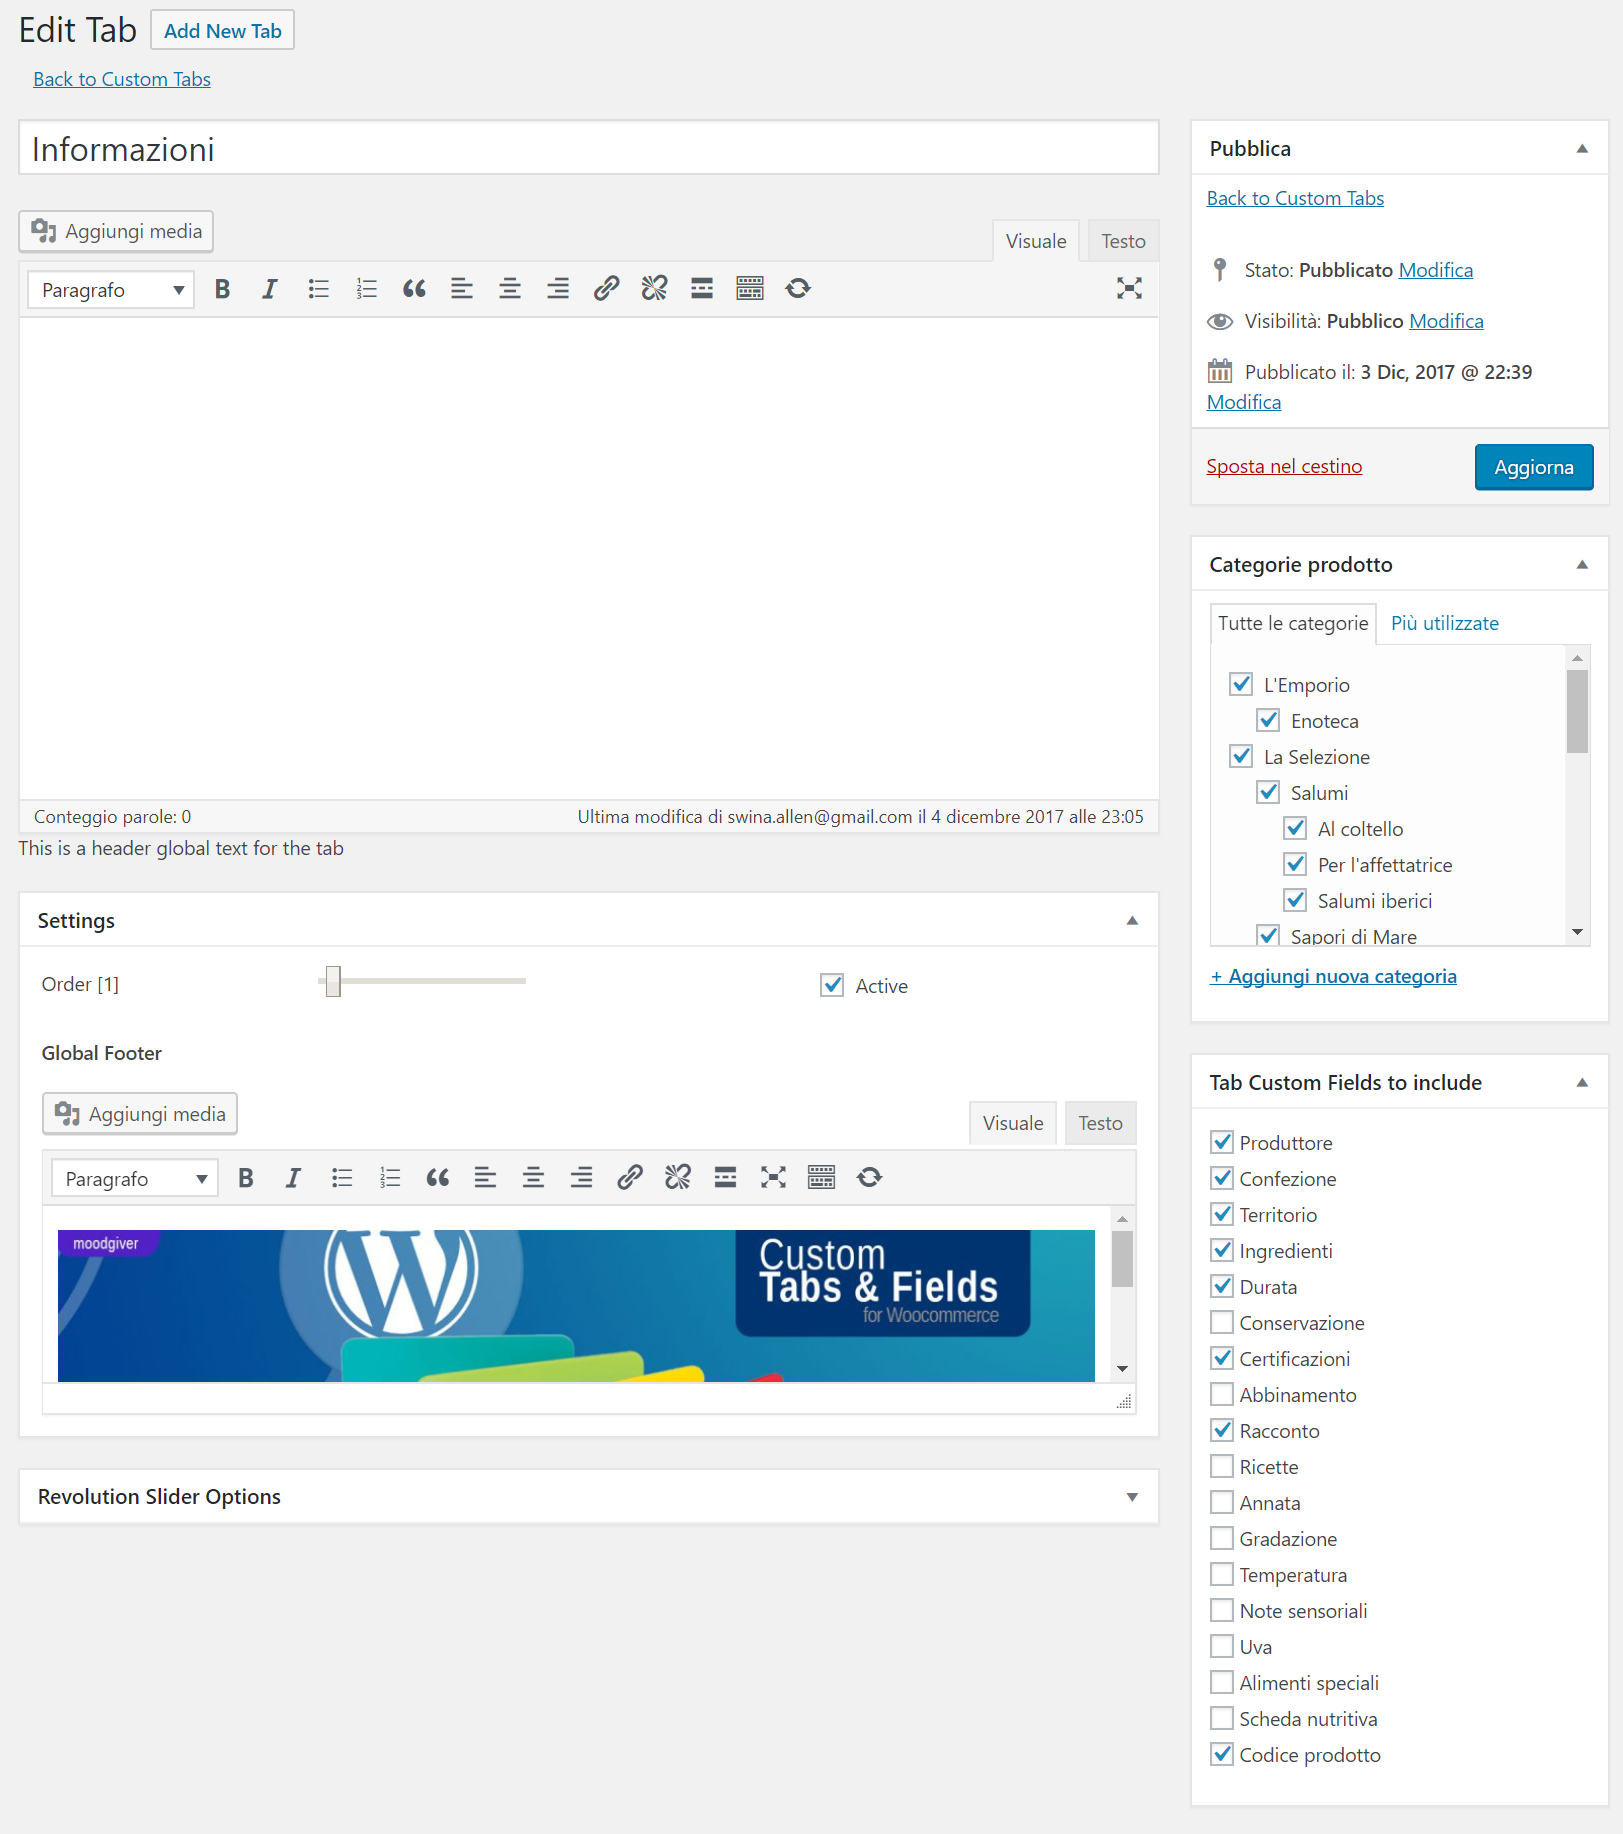 Edit Tab Add New Tab
Back to Custom Tabs
Informazioni
Aggiungi media
Visuale Testo
Paragrafo
Conteggio parole: 0 Ultima modifica di swina.allen@gmail.com il 4 dicembre 2017 alle 23:05
This is a header global text for the tab
Settings
Order [1] Active
Global Footer
Aggiungi media
Visuale Testo
Paragrafo
moodgiver
Custom
Tabs & Fields
for Woocommerce
Revolution Slider Options
Pubblica
Back to Custom Tabs
Stato: Pubblicato Modifica
Visibilità: Pubblico Modifica
Pubblicato il: 3 Dic, 2017 @ 22:39
Modifica
Sposta nel cestino Aggiorna
Categorie prodotto
Tutte le categorie Più utilizzate
L'Emporio
Enoteca
La Selezione
Salumi
Al coltello
Per l'affettatrice
Salumi iberici
Sapori di Mare
+ Aggiungi nuova categoria
Tab Custom Fields to include
Produttore
Confezione
Territorio
Ingredienti
Durata
Conservazione
Certificazioni
Abbinamento
Racconto
Ricette
Annata
Gradazione
Temperatura
Note sensoriali
Uva
Alimenti speciali
Scheda nutritiva
Codice prodotto